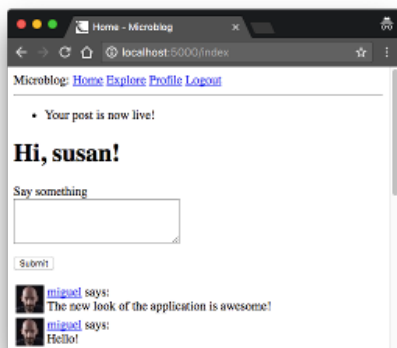 Home - Microblog
localhost:5000/index
Microblog: Home Explore Profile Logout
Your post is now live!
Hi, susan!
Say something
Submit
miguel says:
The new look of the application is awesome!
miguel says:
Hello!